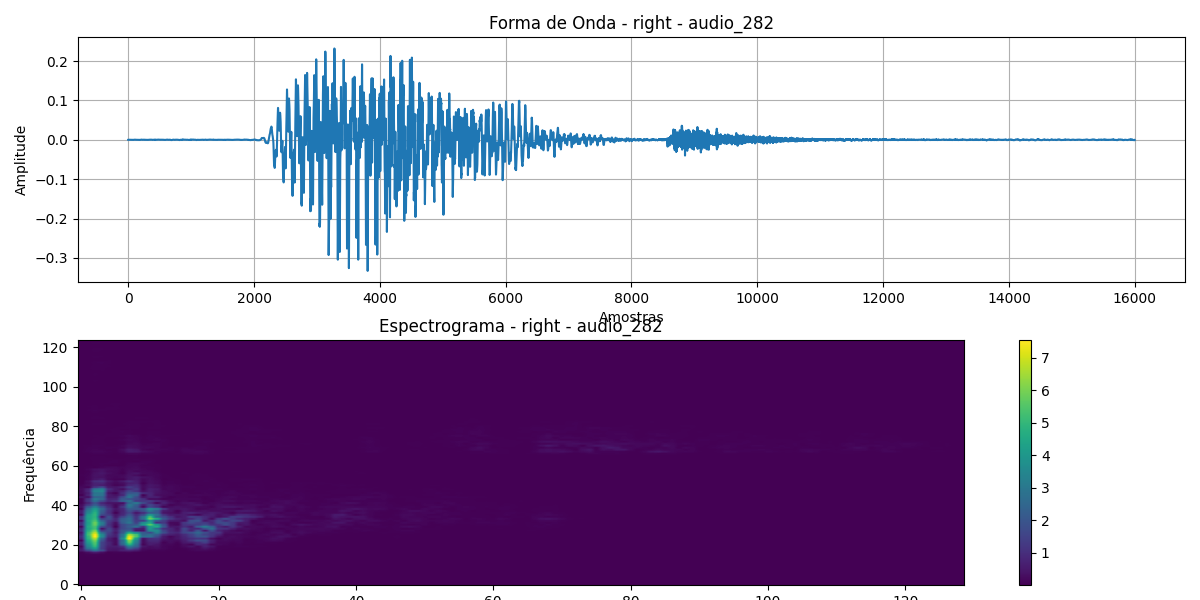 Forma de Onda - right - audio_282
Amplitude
0.2
0.1
0.0
−0.1
−0.2
−0.3
0 2000 4000 6000 8000 10000 12000 14000 16000
Amostras
Espectrograma - right - audio_282
Frequência
120
100
80
60
40
20
0
0 20 40 60 80 100 120
7
6
5
4
3
2
1